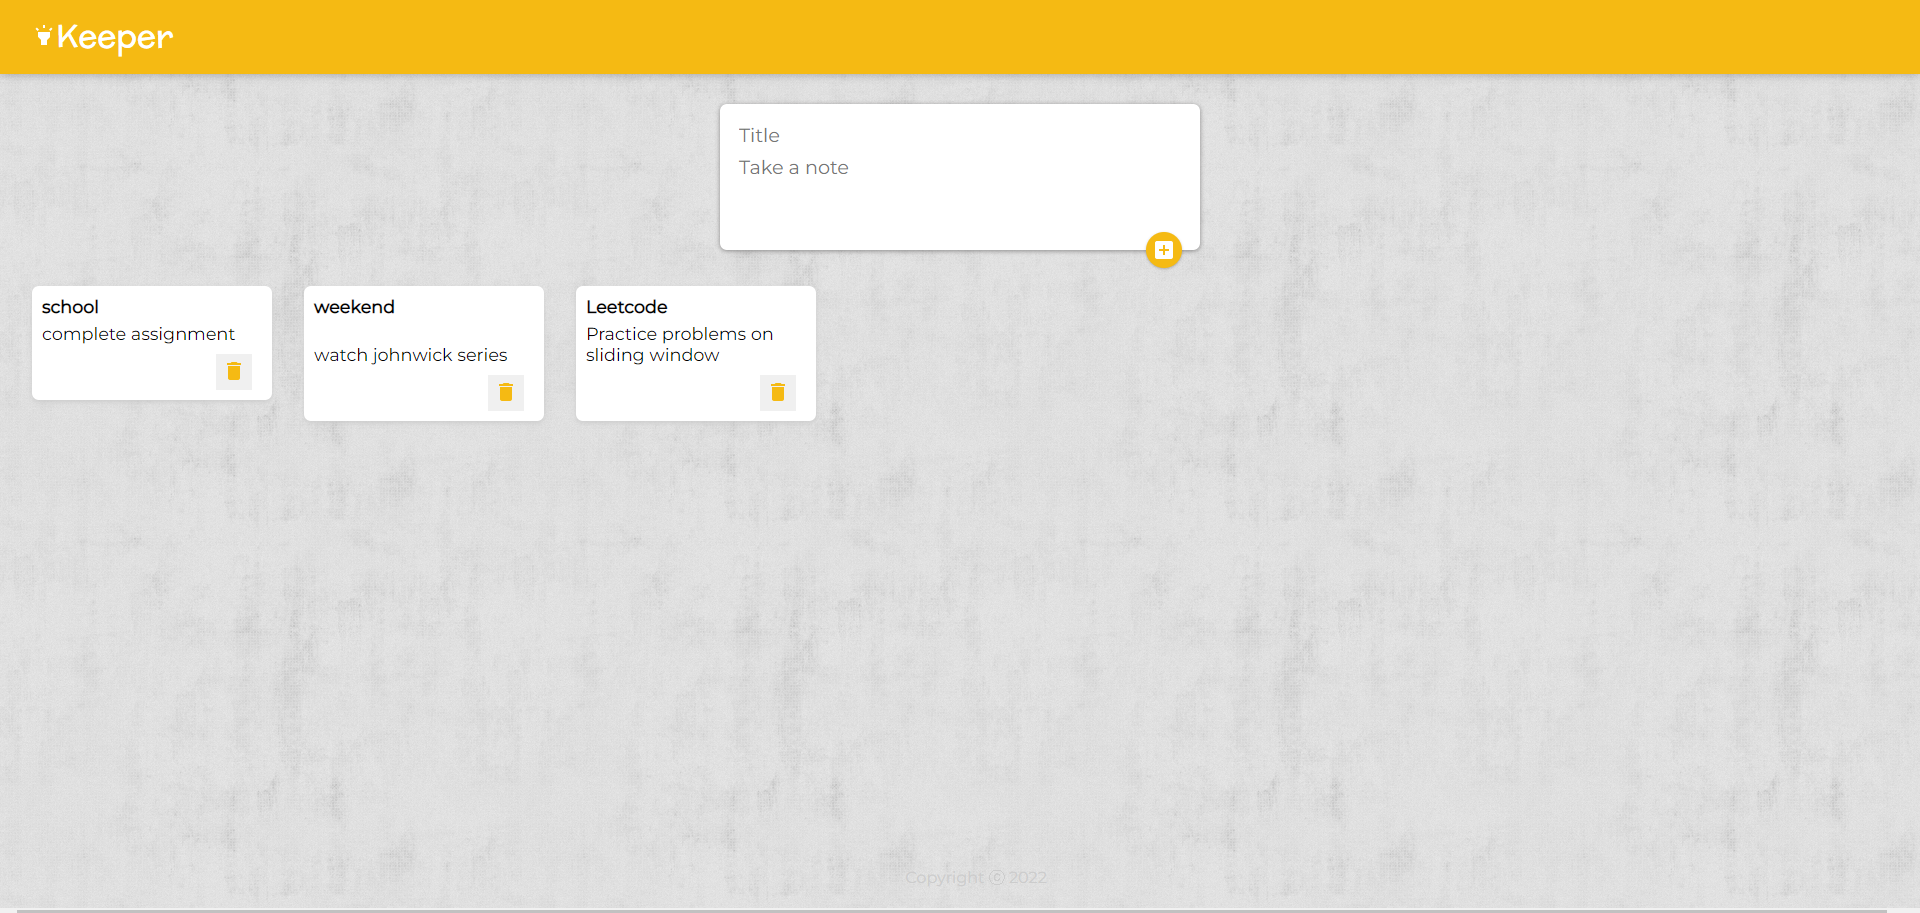 Keeper
Title
Take a note
school
complete assignment
weekend
watch johnwick series
Leetcode
Practice problems on
sliding window
Copyright ⓒ 2022